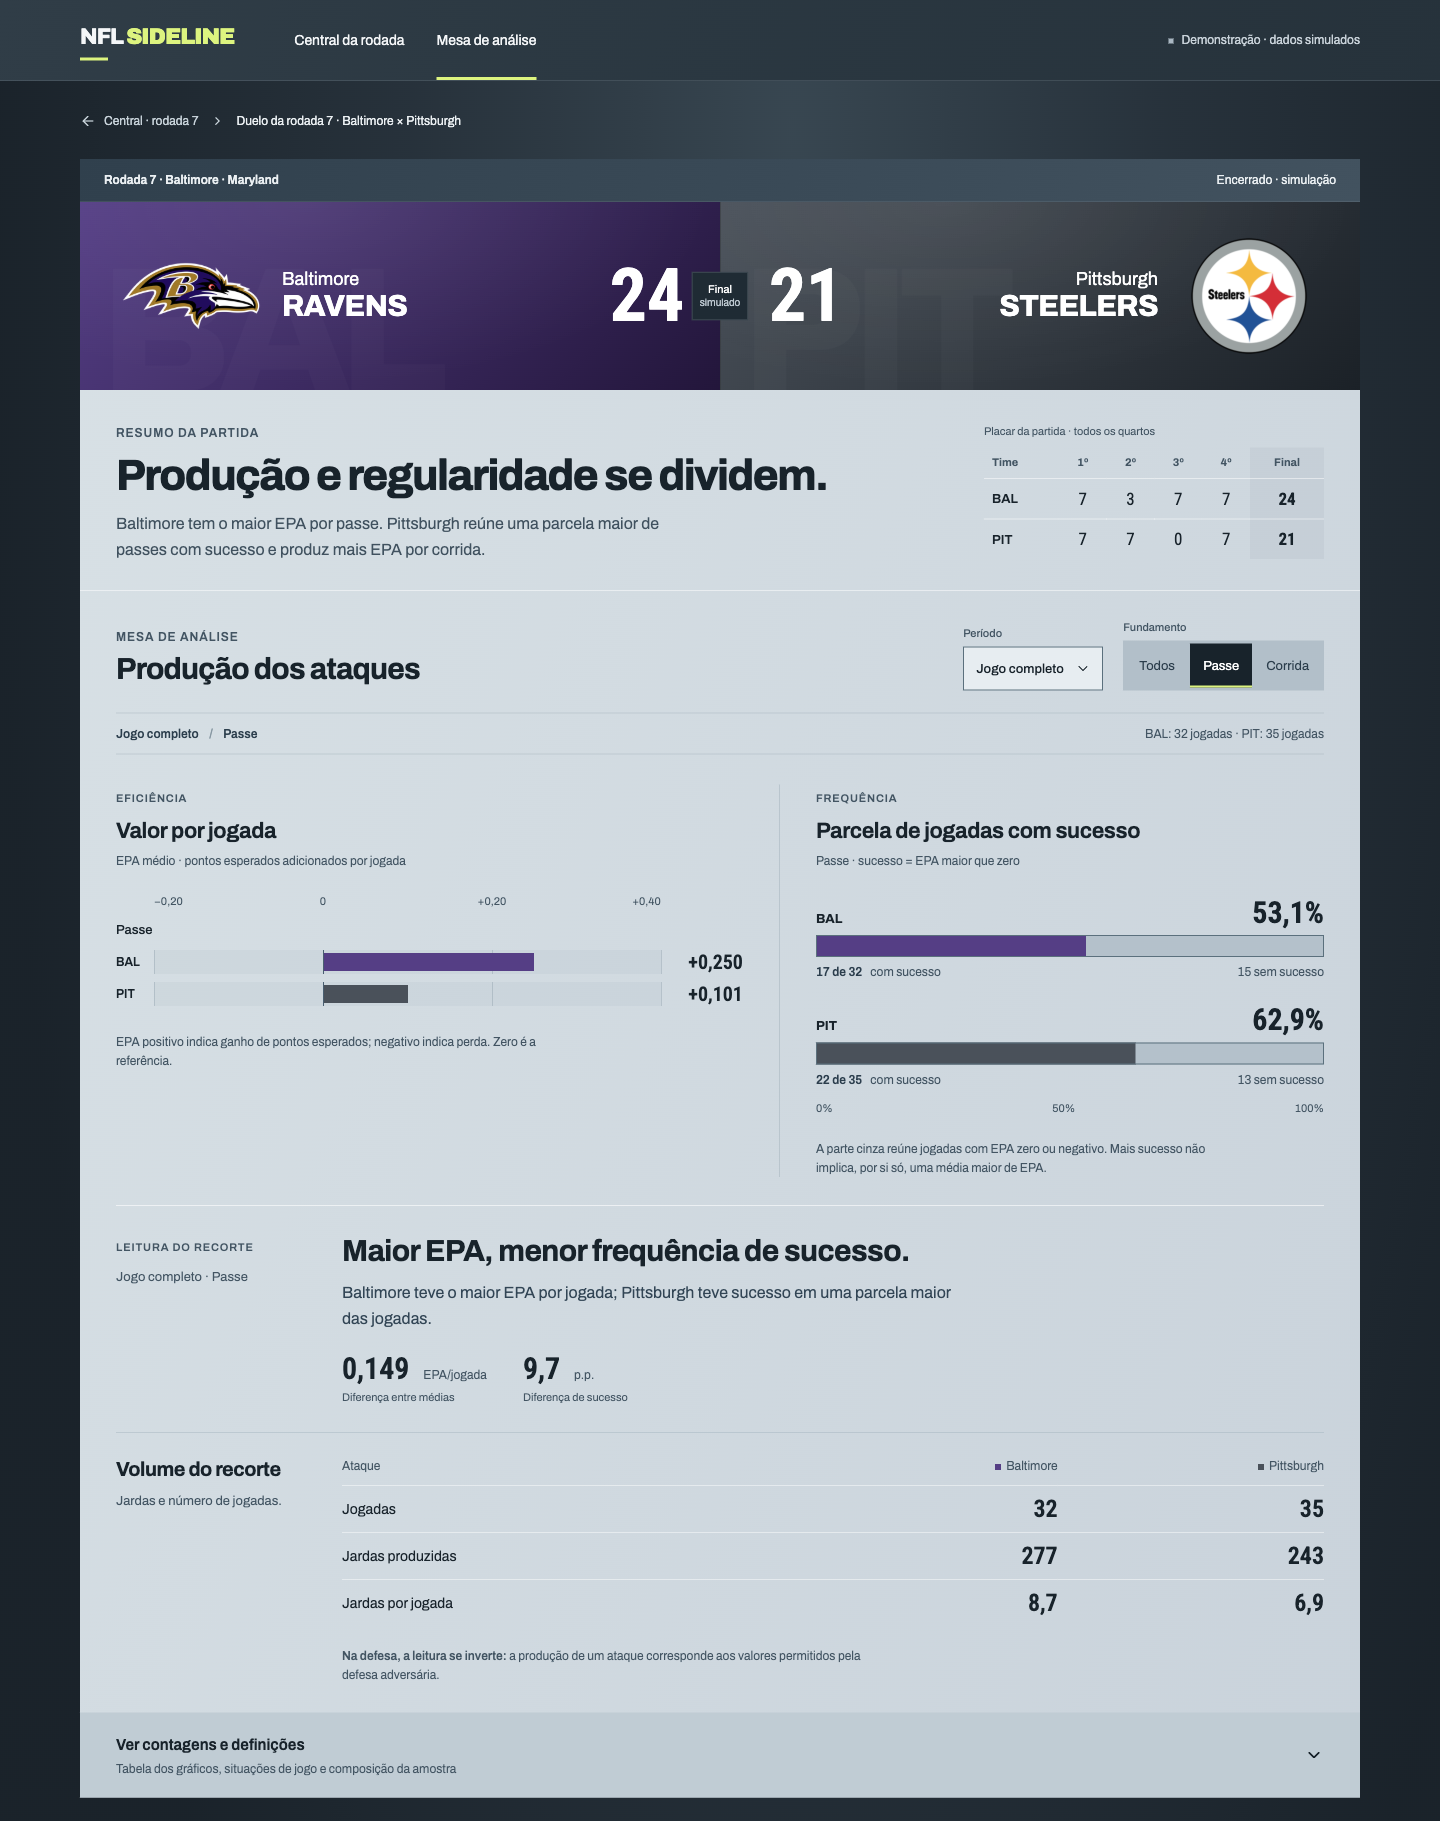 NFL SIDELINE
Central da rodada
Mesa de análise
Demonstração · dados simulados
Central · rodada 7
Duelo da rodada 7 · Baltimore × Pittsburgh
Rodada 7 · Baltimore · Maryland
Encerrado · simulação
BAL
PIT
B
Baltimore
RAVENS
24
Final
simulado
21
Pittsburgh
STEELERS
Steelers
RESUMO DA PARTIDA
Produção e regularidade se dividem.
Baltimore tem o maior EPA por passe. Pittsburgh reúne uma parcela maior de
passes com sucesso e produz mais EPA por corrida.
Placar da partida · todos os quartos
Time 1º 2º 3º 4º Final
BAL 7 3 7 7 24
PIT 7 7 0 7 21
MESA DE ANÁLISE
Produção dos ataques
Período
Jogo completo
Fundamento
Todos Passe Corrida
Jogo completo / Passe
BAL: 32 jogadas · PIT: 35 jogadas
EFICIÊNCIA
Valor por jogada
EPA médio · pontos esperados adicionados por jogada
−0,20 0 +0,20 +0,40
Passe
BAL +0,250
PIT +0,101
EPA positivo indica ganho de pontos esperados; negativo indica perda. Zero é a
referência.
FREQUÊNCIA
Parcela de jogadas com sucesso
Passe · sucesso = EPA maior que zero
BAL 53,1%
17 de 32 com sucesso 15 sem sucesso
PIT 62,9%
22 de 35 com sucesso 13 sem sucesso
0% 50% 100%
A parte cinza reúne jogadas com EPA zero ou negativo. Mais sucesso não
implica, por si só, uma média maior de EPA.
LEITURA DO RECORTE
Jogo completo · Passe
Maior EPA, menor frequência de sucesso.
Baltimore teve o maior EPA por jogada; Pittsburgh teve sucesso em uma parcela maior
das jogadas.
0,149 EPA/jogada
Diferença entre médias
9,7 p.p.
Diferença de sucesso
Volume do recorte
Jardas e número de jogadas.
Ataque Baltimore Pittsburgh
Jogadas 32 35
Jardas produzidas 277 243
Jardas por jogada 8,7 6,9
Na defesa, a leitura se inverte: a produção de um ataque corresponde aos valores permitidos pela
defesa adversária.
Ver contagens e definições
Tabela dos gráficos, situações de jogo e composição da amostra